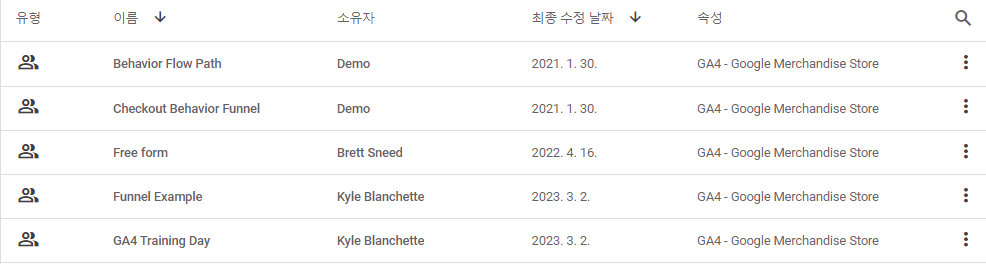 유형 이름 소유자 최종 수정 날짜 속성
Behavior Flow Path Demo 2021. 1. 30. GA4 - Google Merchandise Store
Checkout Behavior Funnel Demo 2021. 1. 30. GA4 - Google Merchandise Store
Free form Brett Sneed 2022. 4. 16. GA4 - Google Merchandise Store
Funnel Example Kyle Blanchette 2023. 3. 2. GA4 - Google Merchandise Store
GA4 Training Day Kyle Blanchette 2023. 3. 2. GA4 - Google Merchandise Store